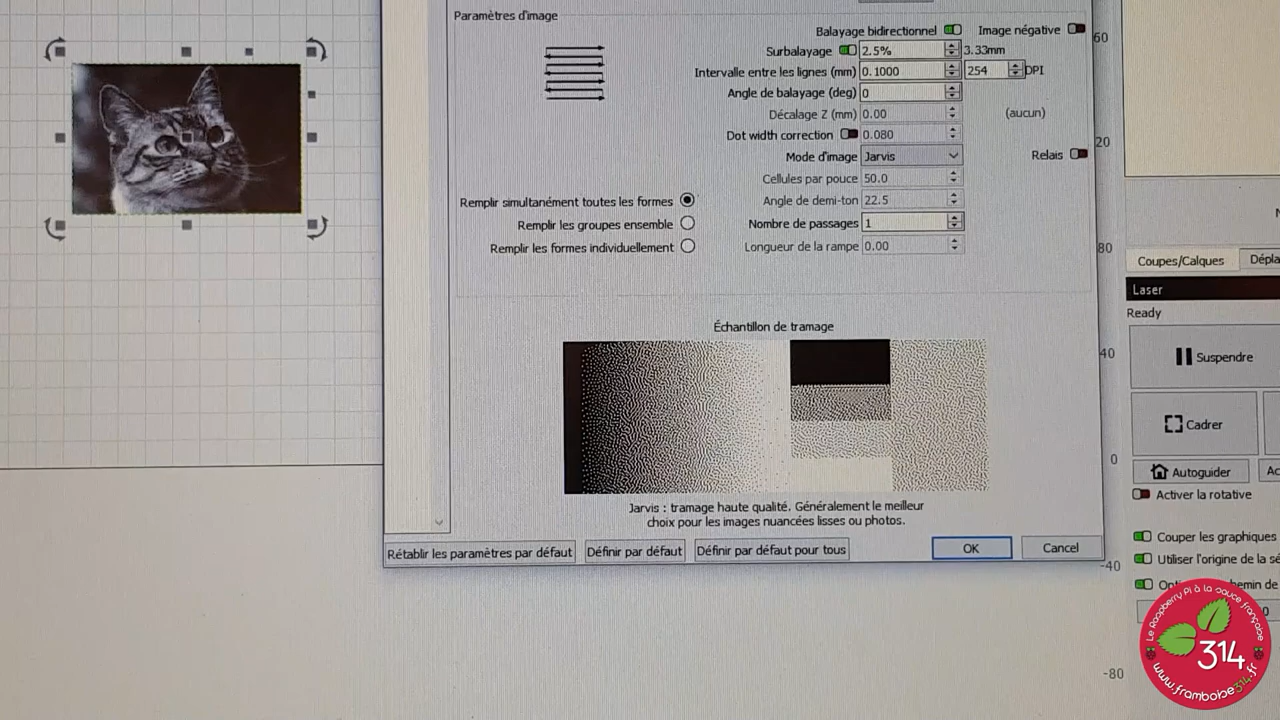 Paramètres d'image
Balayage bidirectionnel
Image négative
Surbalayage 2.5% 3.33mm
Intervalle entre les lignes (mm) 0.1000 254 DPI
Angle de balayage (deg) 0
Décalage Z (mm) 0.00 (aucun)
Dot width correction 0.080
Mode d'image Jarvis Relais
Cellules par pouce 50.0
Angle de demi-ton 22.5
Nombre de passages 1
Longueur de la rampe 0.00
Remplir simultanément toutes les formes
Remplir les groupes ensemble
Remplir les formes individuellement
Échantillon de tramage
Jarvis : tramage haute qualité. Généralement le meilleur
choix pour les images nuancées lisses ou photos.
Rétablir les paramètres par défaut
Définir par défaut
Définir par défaut pour tous
OK
Cancel
60
20
80
40
0
-40
-80
Coupes/Calques
Dépla
Laser
Ready
Suspendre
Cadrer
Autoguider
Ac
Activer la rotative
Couper les graphiques
Utiliser l'origine de la sé
hemin de
Le Raspberry Pi à la sauce française
314
www.framboise314.fr